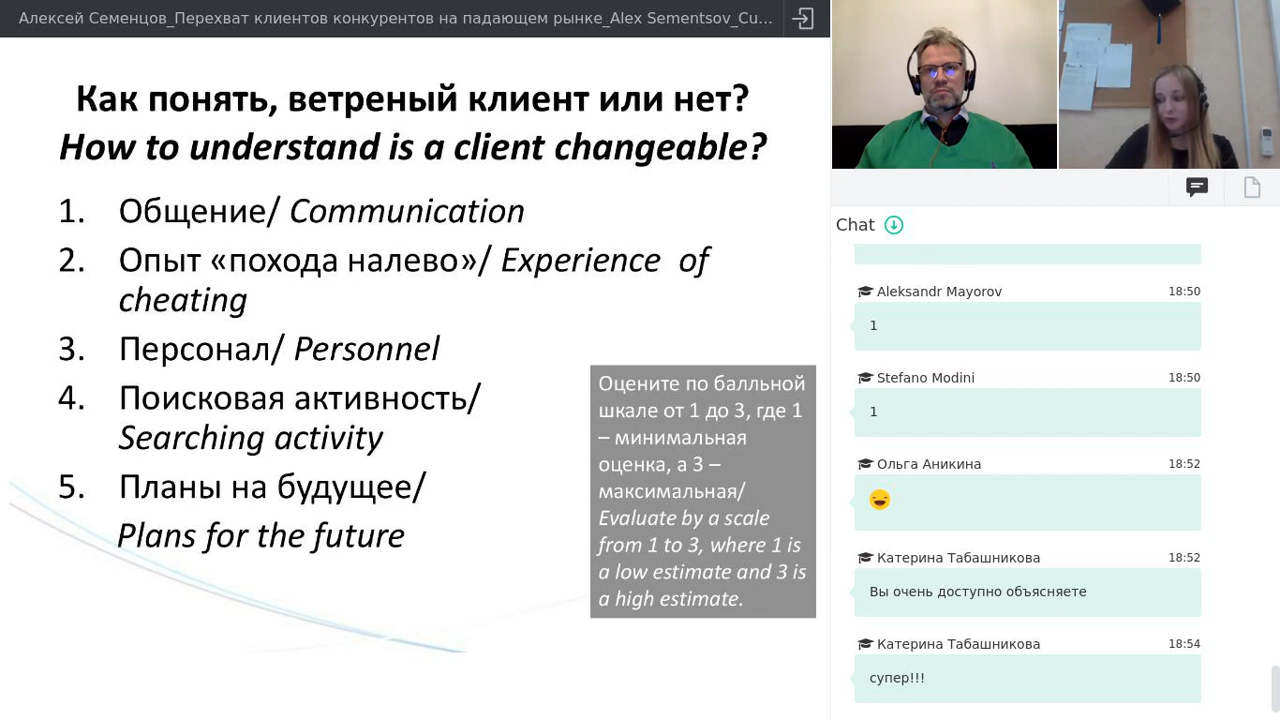 Алексей Семенцов_Перехват клиентов конкурентов на падающем рынке_Alex Sementsov_Cu...
Как понять, ветреный клиент или нет?
How to understand is a client changeable?
1. Общение/ Communication
2. Опыт «похода налево»/ Experience of
cheating
3. Персонал/ Personnel
4. Поисковая активность/
Searching activity
5. Планы на будущее/
Plans for the future
Оцените по балльной
шкале от 1 до 3, где 1
– минимальная
оценка, а 3 –
максимальная/
Evaluate by a scale
from 1 to 3, where 1 is
a low estimate and 3 is
a high estimate.
Chat
Aleksandr Mayorov 18:50
1
Stefano Modini 18:50
1
Ольга Аникина 18:52
Катерина Табашникова 18:52
Вы очень доступно объясняете
Катерина Табашникова 18:54
супер!!!